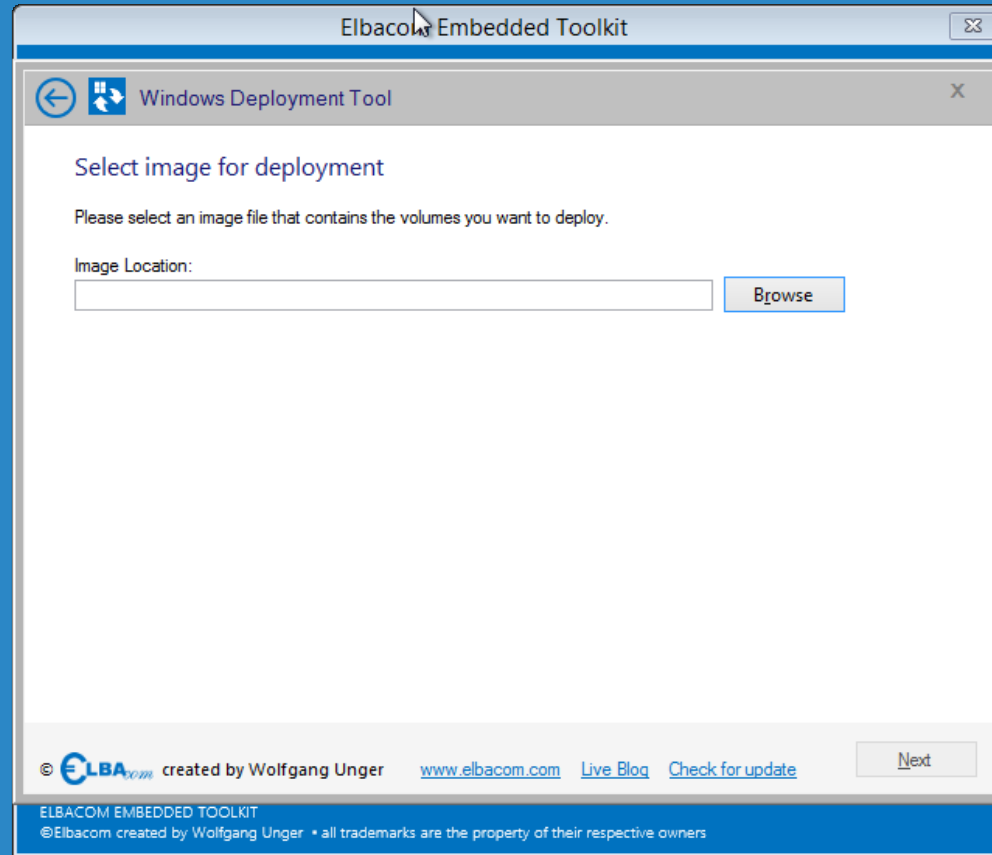 Elbacom Embedded Toolkit
Windows Deployment Tool
X
Select image for deployment
Please select an image file that contains the volumes you want to deploy.
Image Location:
Browse
© ELBAcom created by Wolfgang Unger www.elbacom.com Live Blog Check for update
Next
ELBACOM EMBEDDED TOOLKIT
©Elbacom created by Wolfgang Unger • all trademarks are the property of their respective owners